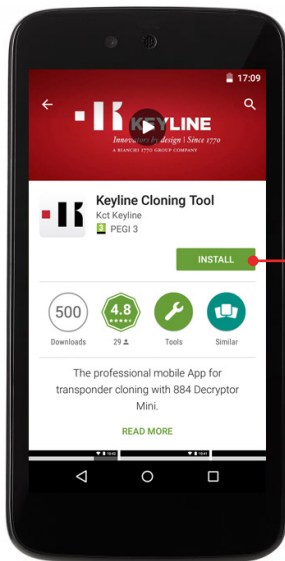 17:09
KEYLINE
Innovators by design | Since 1770
A BIANCHI 1770 GROUP COMPANY
Keyline Cloning Tool
Kct Keyline
3 PEGI 3
INSTALL
500
4.8
Downloads
29
Tools
Similar
The professional mobile App for
transponder cloning with 884 Decryptor
Mini.
READ MORE